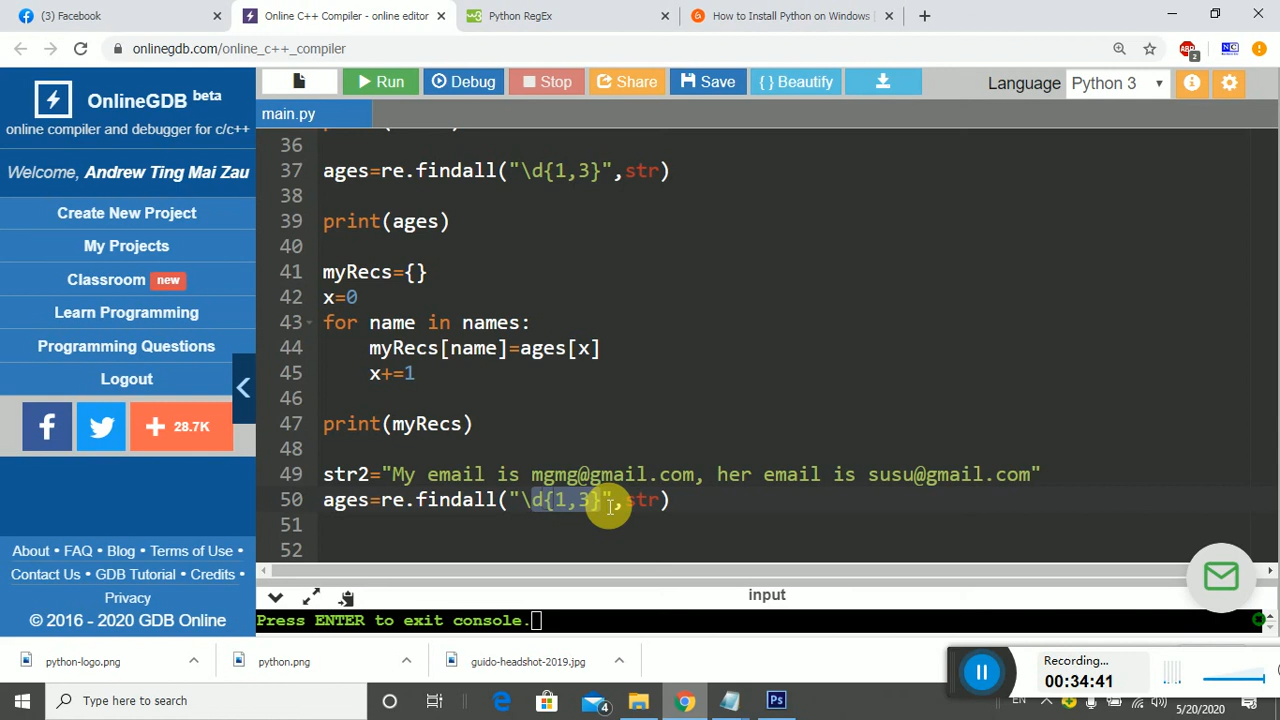 (3) Facebook
Online C++ Compiler - online editor
Python RegEx
How to Install Python on Windows
onlinegdb.com/online_c++_compiler
OnlineGDB beta
online compiler and debugger for c/c++
Welcome, Andrew Ting Mai Zau
Create New Project
My Projects
Classroom new
Learn Programming
Programming Questions
Logout
28.7K
About • FAQ • Blog • Terms of Use •
Contact Us • GDB Tutorial • Credits •
Privacy
© 2016 - 2020 GDB Online
Run
Debug
Stop
Share
Save
{ } Beautify
Language Python 3
main.py
36
37 ages=re.findall("\d{1,3}",str)
38
39 print(ages)
40
41 myRecs={}
42 x=0
43 for name in names:
44 myRecs[name]=ages[x]
45 x+=1
46
47 print(myRecs)
48
49 str2="My email is mgmg@gmail.com, her email is susu@gmail.com"
50 ages=re.findall("\d{1,3}",str)
51
52
input
Press ENTER to exit console.
python-logo.png
python.png
guido-headshot-2019.jpg
Recording...
00:34:41
Type here to search
4
Ps
EN
5/20/2020